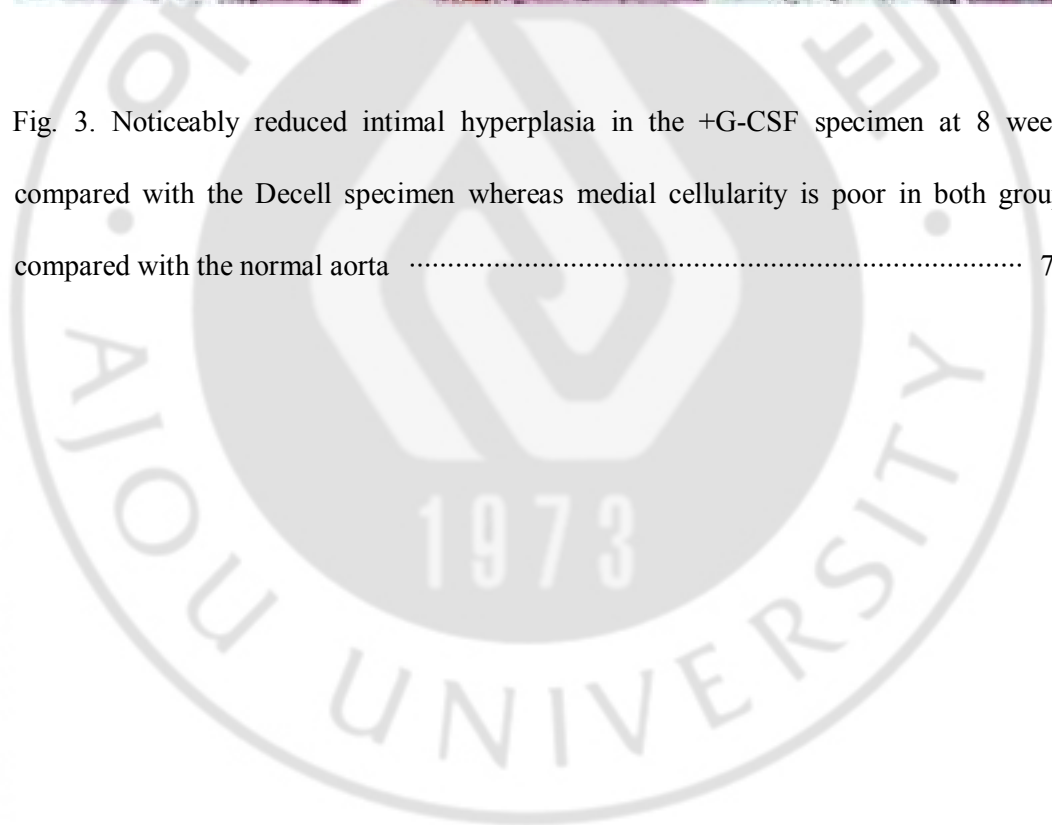 Fig. 3. Noticeably reduced intimal hyperplasia in the +G-CSF specimen at 8 wee
compared with the Decell specimen whereas medial cellularity is poor in both grou
compared with the normal aorta ················································································ 7
AJOU UNIVERSITY
1973